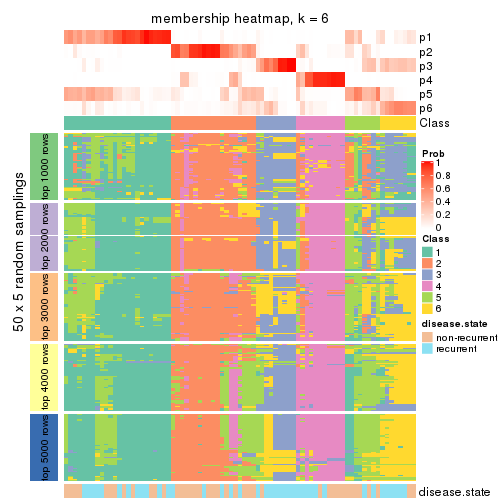 membership heatmap, k = 6
p1
p2
p3
p4
p5
p6
Class
50 x 5 random samplings
top 1000 rows
top 2000 rows
top 3000 rows
top 4000 rows
top 5000 rows
Prob
1
0.8
0.6
0.4
0.2
0
Class
1
2
3
4
5
6
disease.state
non-recurrent
recurrent
disease.state